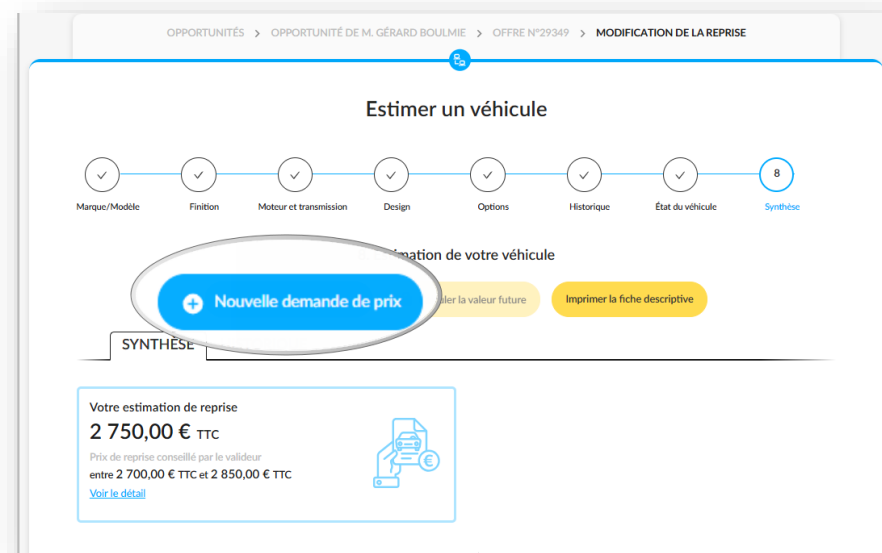 OPPORTUNITÉS > OPPORTUNITÉ DE M. GÉRARD BOULMIE > OFFRE N°29349 > MODIFICATION DE LA REPRISE
Estimer un véhicule
8
Marque/Modèle Finition Moteur et transmission Design Options Historique État du véhicule Synthèse
de votre véhicule
Nouvelle demande de prix la valeur future Imprimer la fiche descriptive
SYNTHÈSE
Votre estimation de reprise
2 750,00 € TTC
Prix de reprise conseillé par le valideur
entre 2 700,00 € TTC et 2 850,00 € TTC
Voir le détail